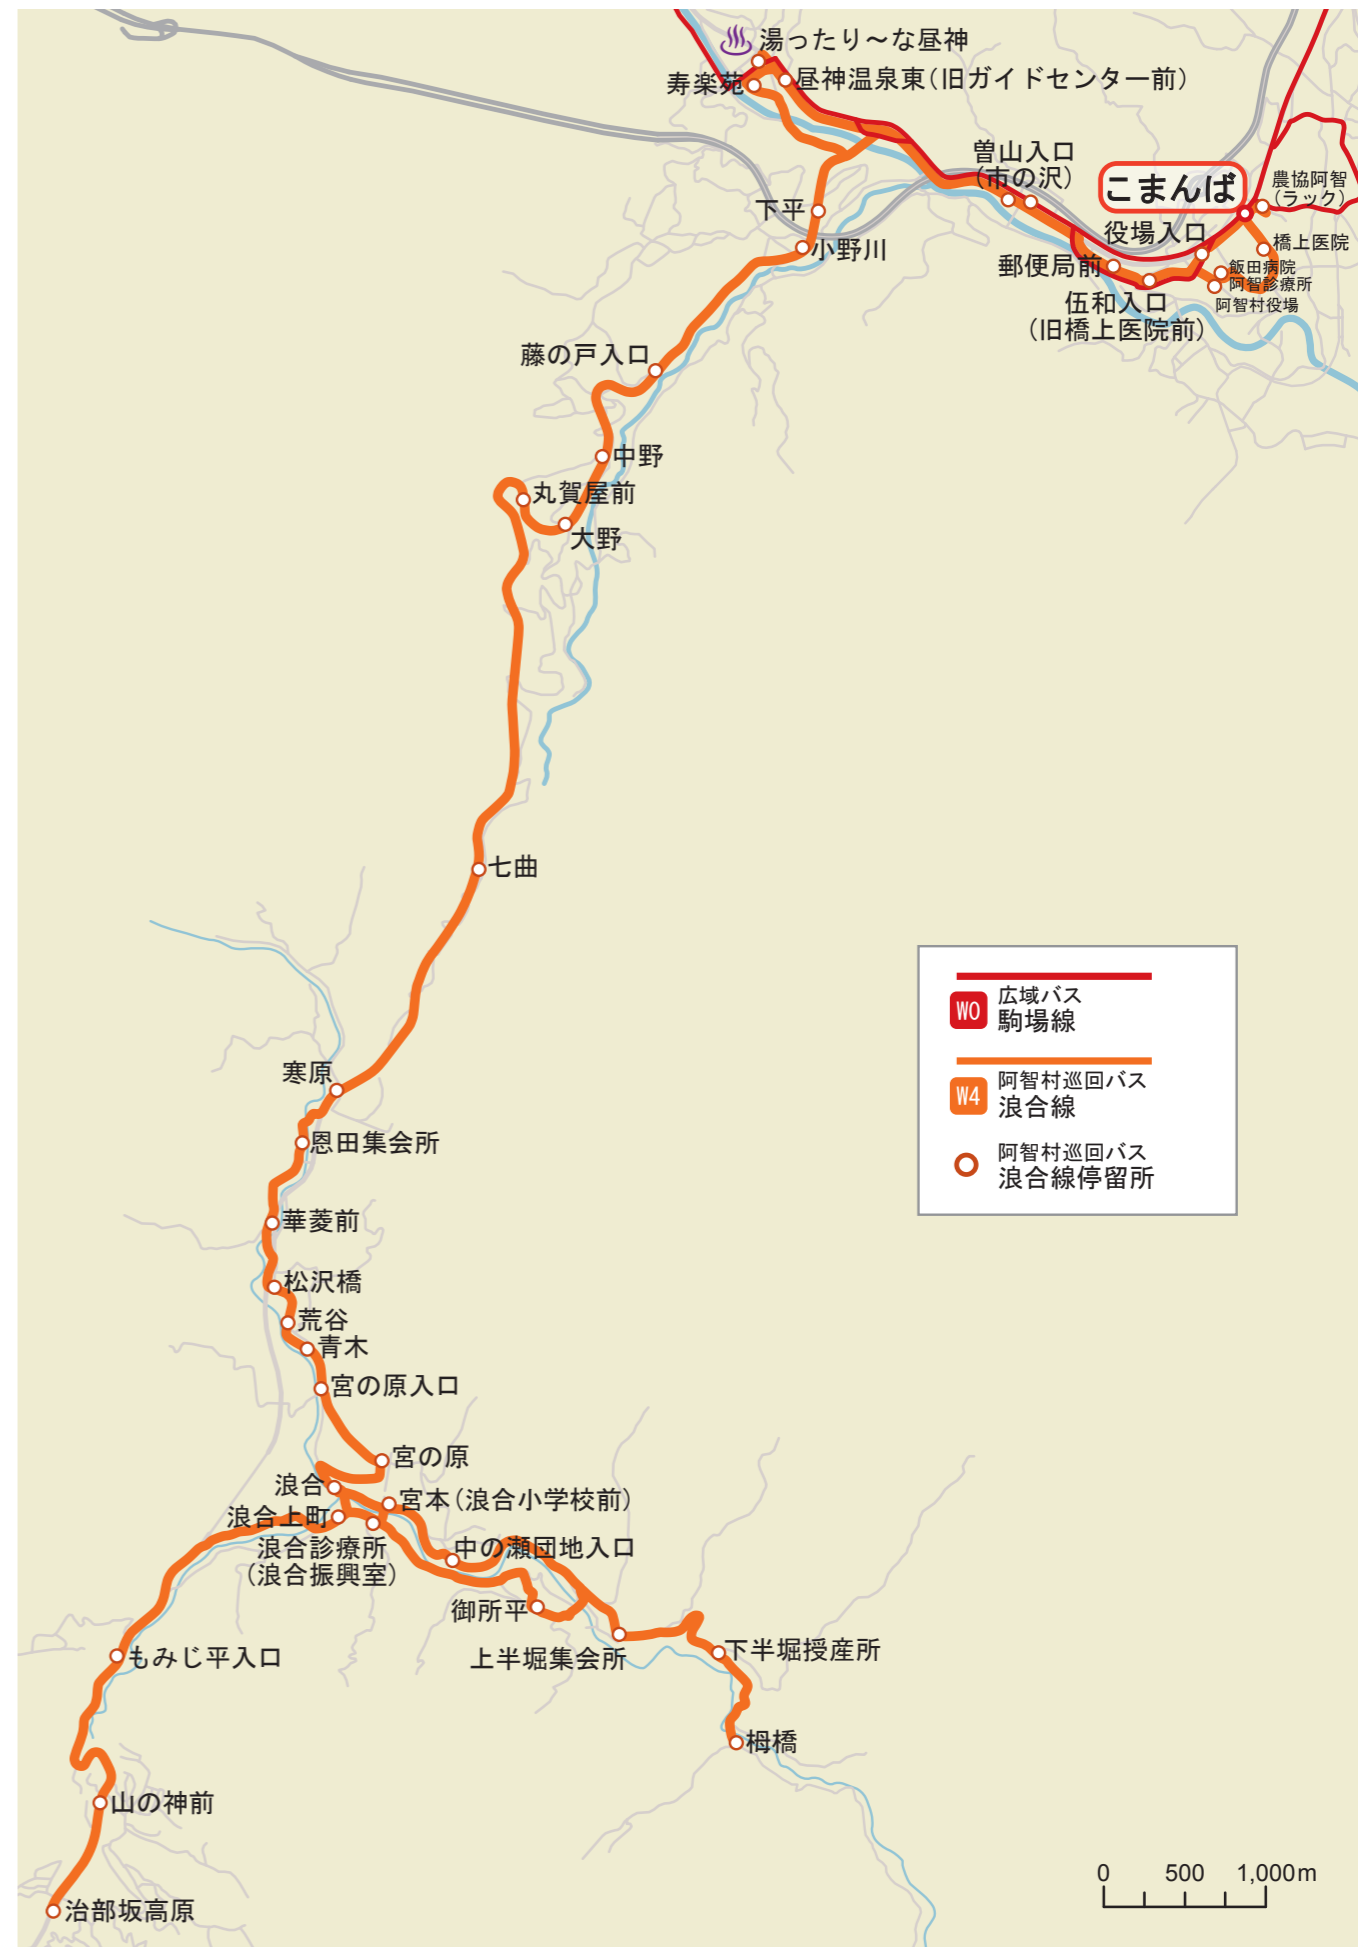 湯ったり～な昼神
寿楽苑
昼神温泉東(旧ガイドセンター前)
曽山入口
(市の沢)
こまんば
農協阿智
(ラック)
下平
小野川
役場入口
橋上医院
郵便局前
飯田病院
阿智診療所
阿智村役場
伍和入口
(旧橋上医院前)
藤の戸入口
中野
丸賀屋前
大野
七曲
W0
広域バス
駒場線
W4
阿智村巡回バス
浪合線
阿智村巡回バス
浪合線停留所
寒原
恩田集会所
華菱前
松沢橋
荒谷
青木
宮の原入口
宮の原
浪合
宮本(浪合小学校前)
浪合上町
浪合診療所
(浪合振興室)
中の瀬団地入口
御所平
上半堀集会所
下半堀授産所
もみじ平入口
栂橋
山の神前
治部坂高原
0 500 1,000m